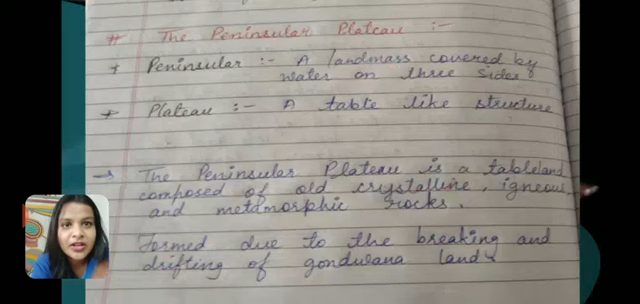 # The Peninsular Plateau :-
* Peninsular :- A landmass covered by
water on three sides
* Plateau :- A table like structure
→ The Peninsular Plateau is a tableland
composed of old crystalline, igneous,
and metamorphic rocks.
Formed due to the breaking and
drifting of gondwana land